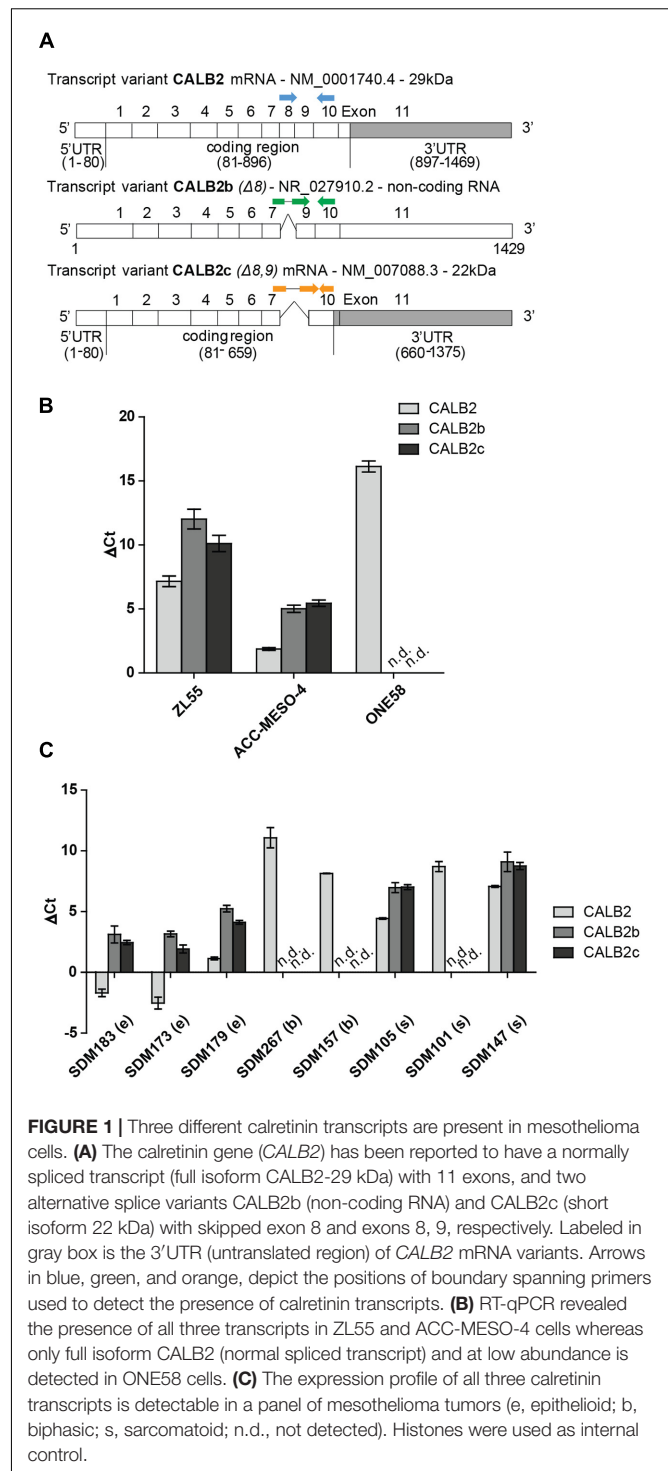 A
Transcript variant CALB2 mRNA - NM_0001740.4 - 29kDa
1 2 3 4 5 6 7 8 9 10 Exon 11
5' 3'
5'UTR coding region 3'UTR
(1-80) (81-896) (897-1469)
Transcript variant CALB2b (Δ8) - NR_027910.2 - non-coding RNA
1 2 3 4 5 6 7 9 10 11
5' 3'
1 1429
Transcript variant CALB2c (Δ8,9) mRNA - NM_007088.3 - 22kDa
1 2 3 4 5 6 7 10 Exon 11
5' 3'
5'UTR coding region 3'UTR
(1-80) (81-659) (660-1375)
B
CALB2
CALB2b
CALB2c
20
15
10
5
0
ΔCt
n.d. n.d.
ZL55 ACC-MESO-4 ONE58
C
15
10
5
0
-5
ΔCt
n.d. n.d. n.d. n.d. n.d. n.d.
CALB2
CALB2b
CALB2c
SDM183 (e) SDM173 (e) SDM179 (e) SDM267 (b) SDM157 (b) SDM105 (s) SDM101 (s) SDM147 (s)
FIGURE 1 | Three different calretinin transcripts are present in mesothelioma
cells. (A) The calretinin gene (CALB2) has been reported to have a normally
spliced transcript (full isoform CALB2-29 kDa) with 11 exons, and two
alternative splice variants CALB2b (non-coding RNA) and CALB2c (short
isoform 22 kDa) with skipped exon 8 and exons 8, 9, respectively. Labeled in
gray box is the 3′UTR (untranslated region) of CALB2 mRNA variants. Arrows
in blue, green, and orange, depict the positions of boundary spanning primers
used to detect the presence of calretinin transcripts. (B) RT-qPCR revealed
the presence of all three transcripts in ZL55 and ACC-MESO-4 cells whereas
only full isoform CALB2 (normal spliced transcript) and at low abundance is
detected in ONE58 cells. (C) The expression profile of all three calretinin
transcripts is detectable in a panel of mesothelioma tumors (e, epithelioid; b,
biphasic; s, sarcomatoid; n.d., not detected). Histones were used as internal
control.